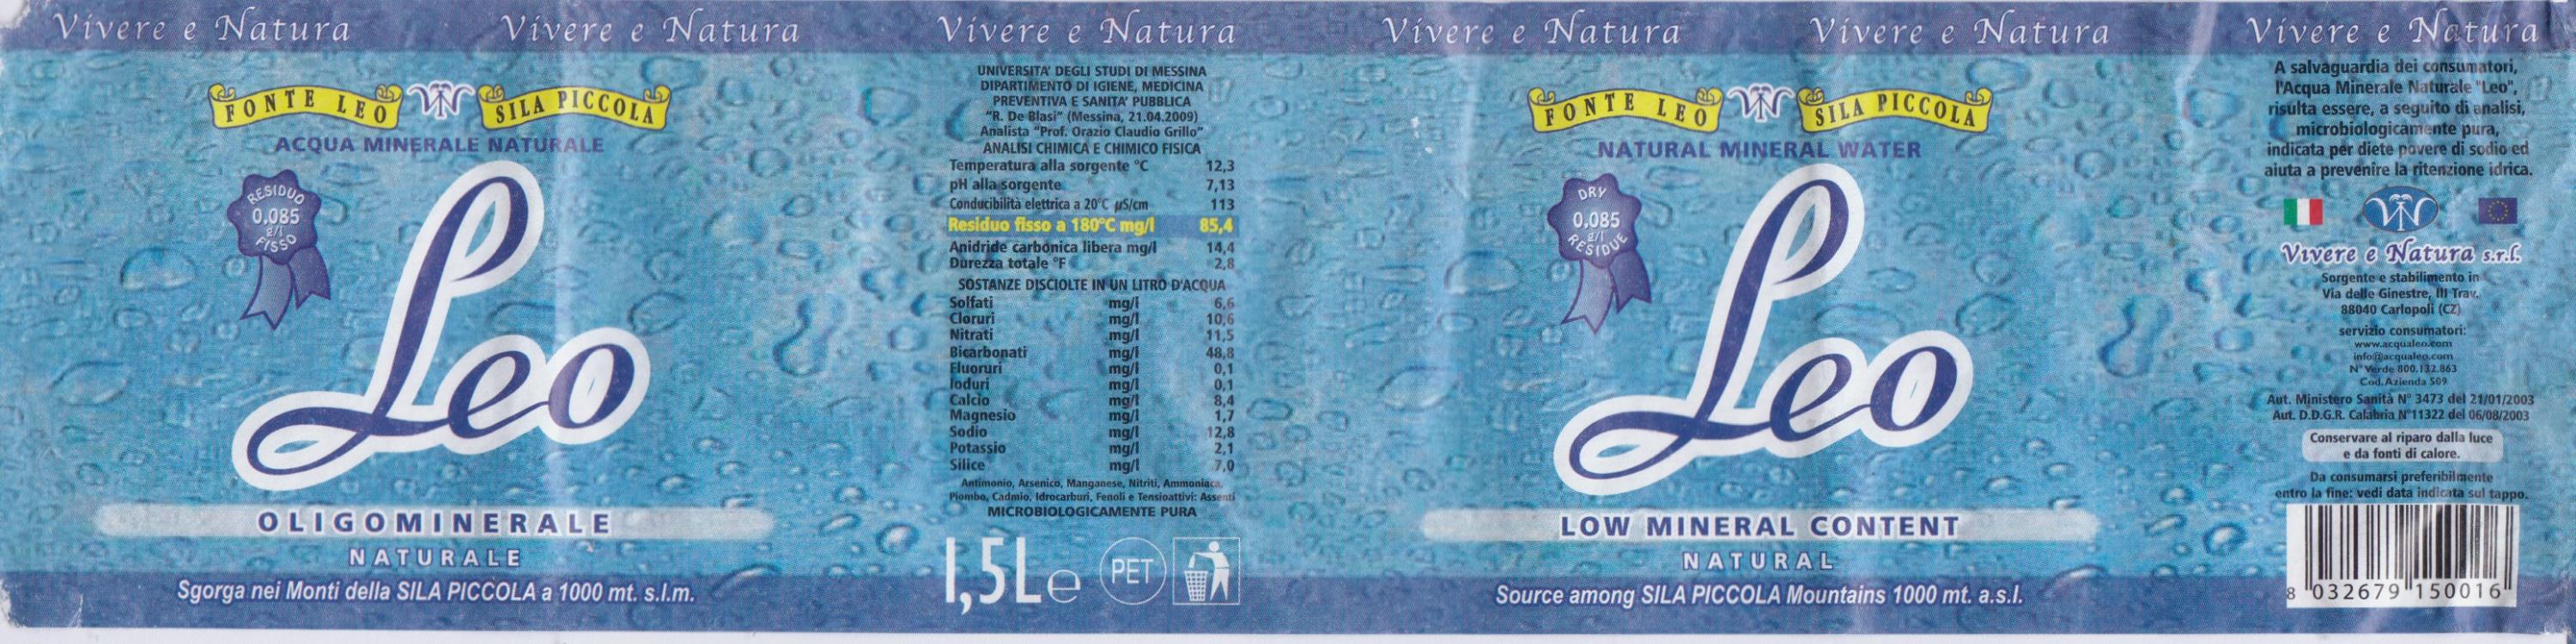 Vivere e Natura Vivere e Natura Vivere e Natura Vivere e Natura Vivere e Natura Vivere e Natura
FONTE LEO VN SILA PICCOLA
ACQUA MINERALE NATURALE
RESIDUO
0,085
g/l
FISSO
Leo
OLIGOMINERALE
NATURALE
Sgorga nei Monti della SILA PICCOLA a 1000 mt. s.l.m.
UNIVERSITA' DEGLI STUDI DI MESSINA
DIPARTIMENTO DI IGIENE, MEDICINA
PREVENTIVA E SANITA' PUBBLICA
"R. De Blasi" (Messina, 21.04.2009)
Analista "Prof. Orazio Claudio Grillo"
ANALISI CHIMICA E CHIMICO FISICA
Temperatura alla sorgente °C 12,3
pH alla sorgente 7,13
Conducibilità elettrica a 20°C µS/cm 113
Residuo fisso a 180°C mg/l 85,4
Anidride carbonica libera mg/l 14,4
Durezza totale °F 2,8
SOSTANZE DISCIOLTE IN UN LITRO D'ACQUA
Solfati mg/l 6,6
Cloruri mg/l 10,6
Nitrati mg/l 11,5
Bicarbonati mg/l 48,8
Fluoruri mg/l 0,1
Ioduri mg/l 0,1
Calcio mg/l 8,4
Magnesio mg/l 1,7
Sodio mg/l 12,8
Potassio mg/l 2,1
Silice mg/l 7,0
Antimonio, Arsenico, Manganese, Nitriti, Ammoniaca,
Piombo, Cadmio, Idrocarburi, Fenoli e Tensioattivi: Assenti
MICROBIOLOGICAMENTE PURA
1,5L e PET
FONTE LEO VN SILA PICCOLA
NATURAL MINERAL WATER
DRY
0,085
g/l
RESIDUE
Leo
LOW MINERAL CONTENT
NATURAL
Source among SILA PICCOLA Mountains 1000 mt. a.s.l.
A salvaguardia dei consumatori,
l'Acqua Minerale Naturale "Leo",
risulta essere, a seguito di analisi,
microbiologicamente pura,
indicata per diete povere di sodio ed
aiuta a prevenire la ritenzione idrica.
VN
Vivere e Natura s.r.l.
Sorgente e stabilimento in
Via delle Ginestre, III Trav.
88040 Carlopoli (CZ)
servizio consumatori:
www.acqualeo.com
info@acqualeo.com
N° Verde 800.132.863
Cod. Azienda 509
Aut. Ministero Sanità N° 3473 del 21/01/2003
Aut. D.D.G.R. Calabria N°11322 del 06/08/2003
Conservare al riparo dalla luce
e da fonti di calore.
Da consumarsi preferibilmente
entro la fine: vedi data indicata sul tappo.
8 032679 150016